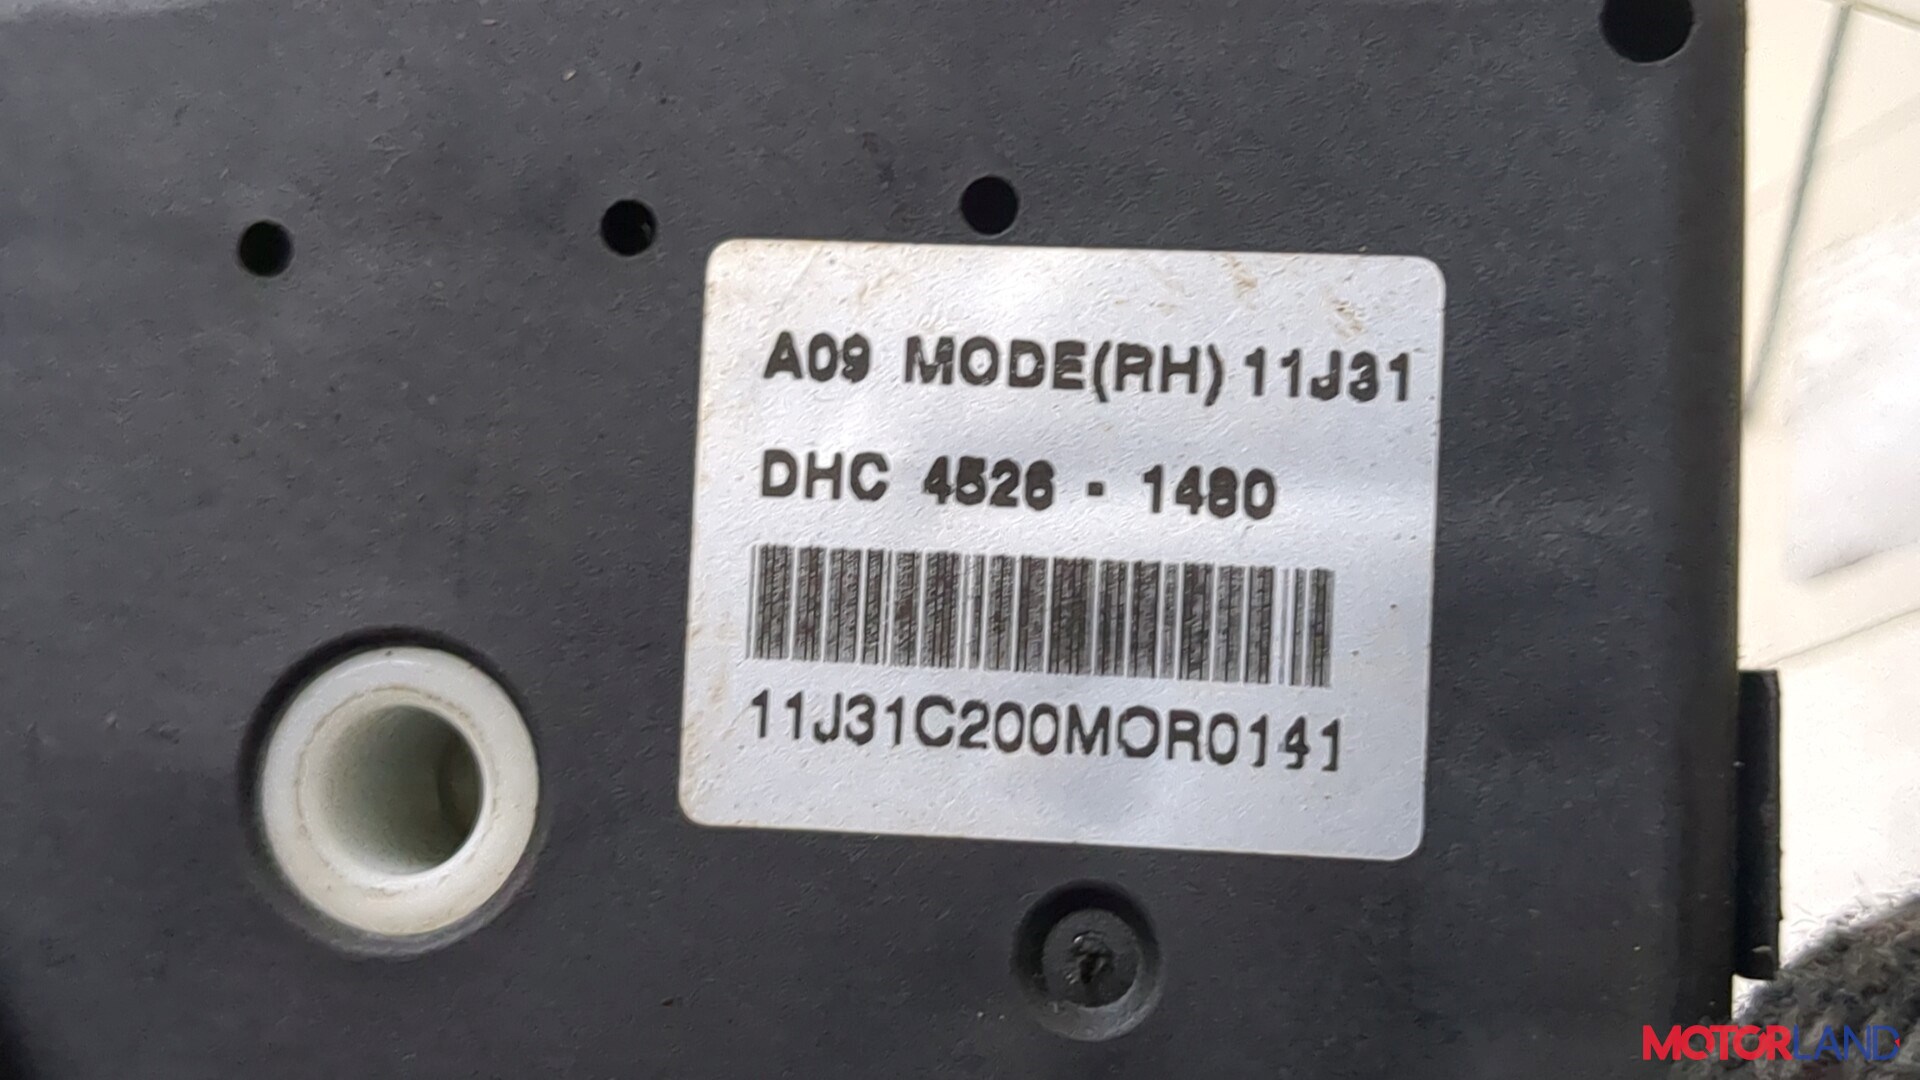 A09 MODE(RH) 11J31
DHC 4526 - 1480
11J31C200MOR0141
MOTORLAND